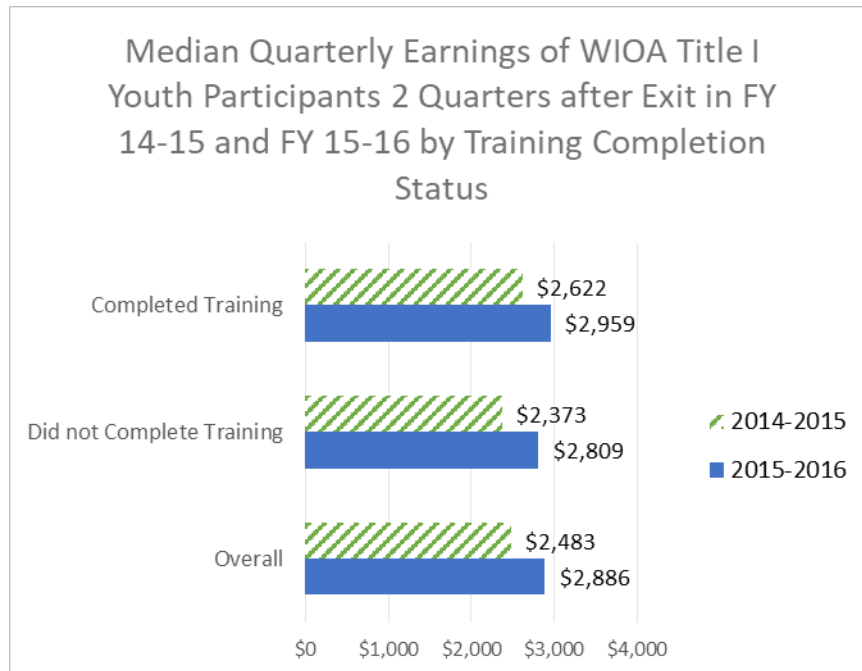 Median Quarterly Earnings of WIOA Title I
Youth Participants 2 Quarters after Exit in FY
14-15 and FY 15-16 by Training Completion
Status
Completed Training
$2,622
$2,959
Did not Complete Training
$2,373
$2,809
Overall
$2,483
$2,886
2014-2015
2015-2016
$0 $1,000 $2,000 $3,000 $4,000